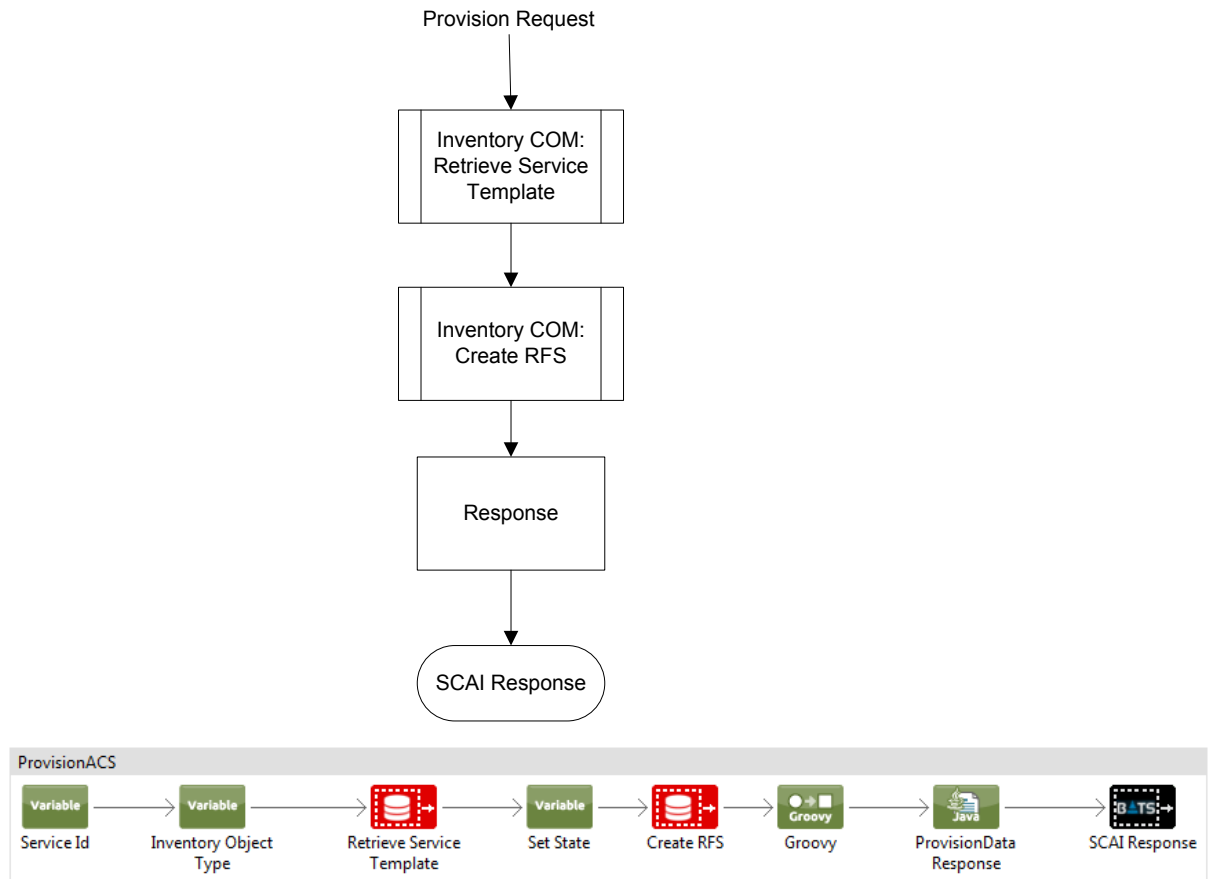 Provision Request
Inventory COM:
Retrieve Service
Template
Inventory COM:
Create RFS
Response
SCAI Response
ProvisionACS
Variable
Variable
Variable
Groovy
Java
BATS
Service Id
Inventory Object
Type
Retrieve Service
Template
Set State
Create RFS
Groovy
ProvisionData
Response
SCAI Response